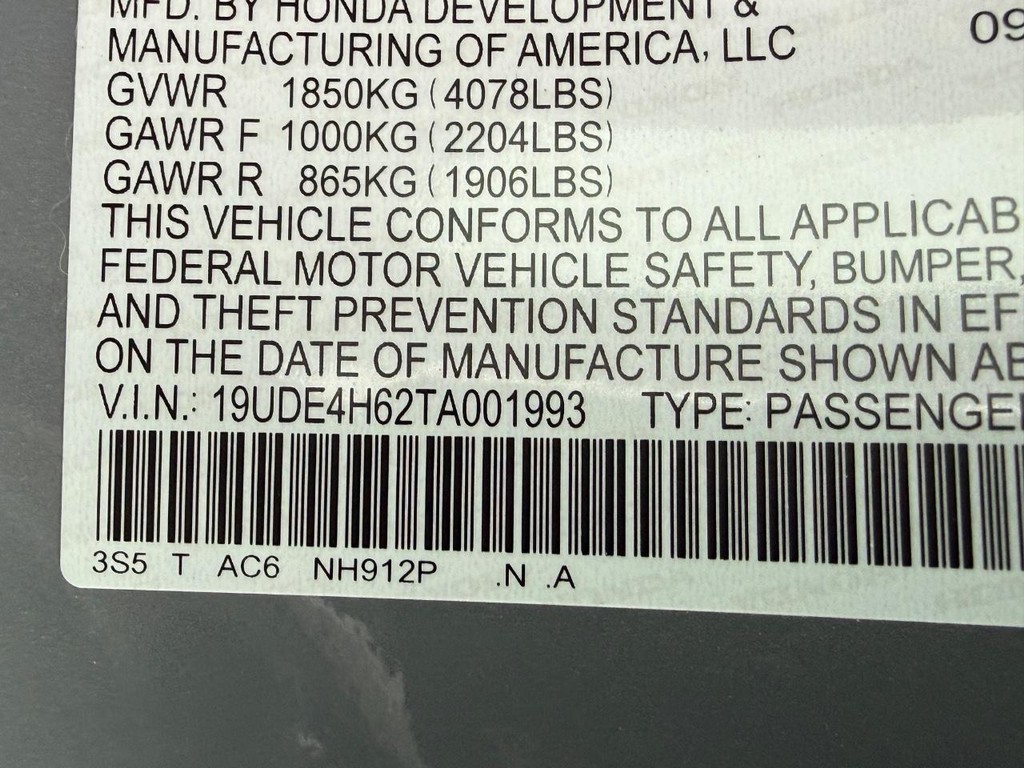 MFD. BY HONDA DEVELOPMENT &
MANUFACTURING OF AMERICA, LLC
09
GVWR 1850KG (4078LBS)
GAWR F 1000KG (2204LBS)
GAWR R 865KG (1906LBS)
THIS VEHICLE CONFORMS TO ALL APPLICAB
FEDERAL MOTOR VEHICLE SAFETY, BUMPER,
AND THEFT PREVENTION STANDARDS IN EF
ON THE DATE OF MANUFACTURE SHOWN AB
V.I.N.: 19UDE4H62TA001993 TYPE: PASSENGE
3S5 T AC6 NH912P .N .A